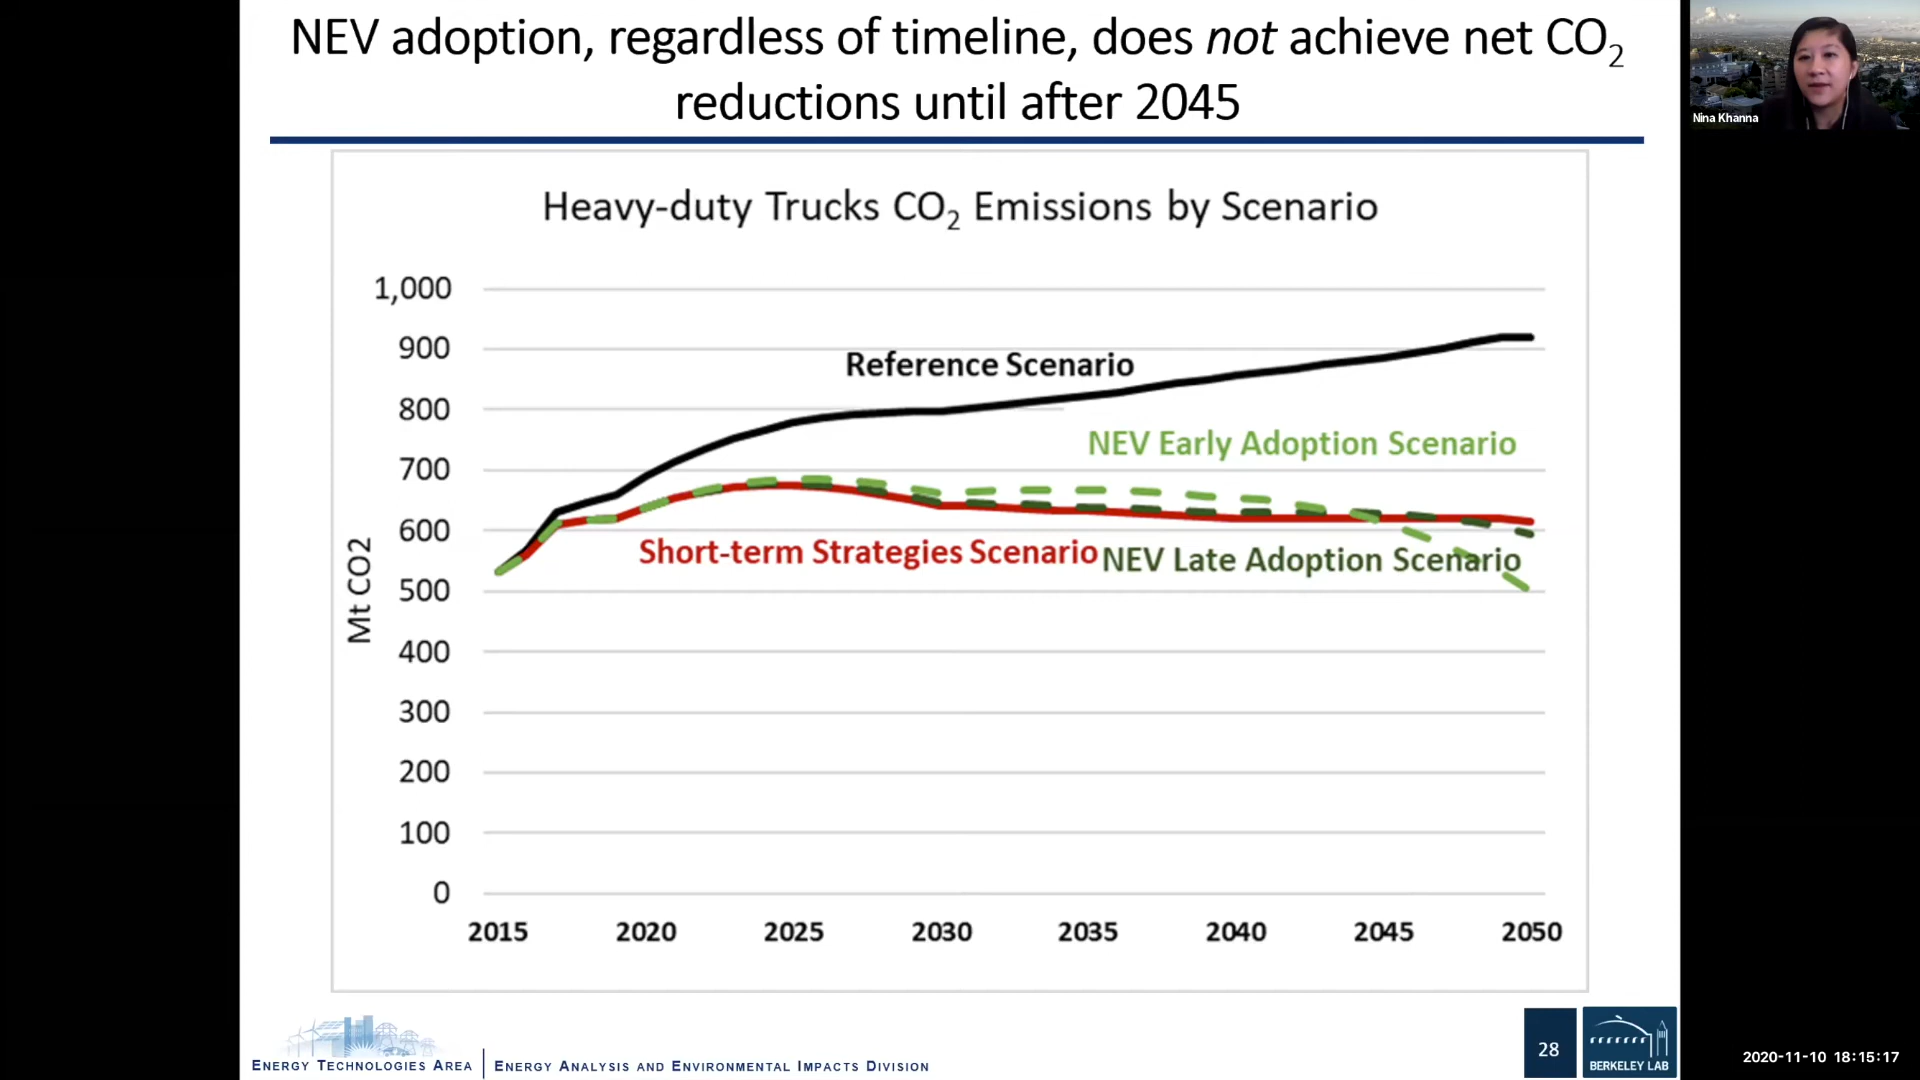 NEV adoption, regardless of timeline, does not achieve net CO2
reductions until after 2045
Nina Khanna
Heavy-duty Trucks CO2 Emissions by Scenario
1,000
900
800
700
600
500
400
300
200
100
0
Mt CO2
Reference Scenario
NEV Early Adoption Scenario
Short-term Strategies Scenario
NEV Late Adoption Scenario
2015 2020 2025 2030 2035 2040 2045 2050
ENERGY TECHNOLOGIES AREA
ENERGY ANALYSIS AND ENVIRONMENTAL IMPACTS DIVISION
28
BERKELEY LAB
2020-11-10 18:15:17